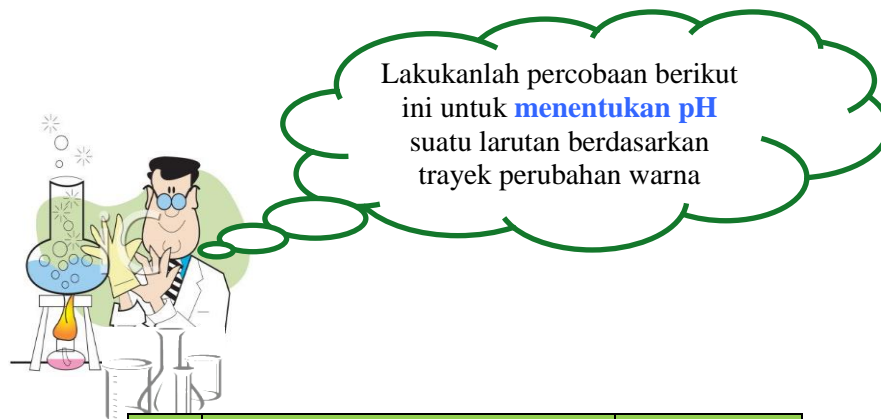 Lakukanlah percobaan berikut
ini untuk menentukan pH
suatu larutan berdasarkan
trayek perubahan warna